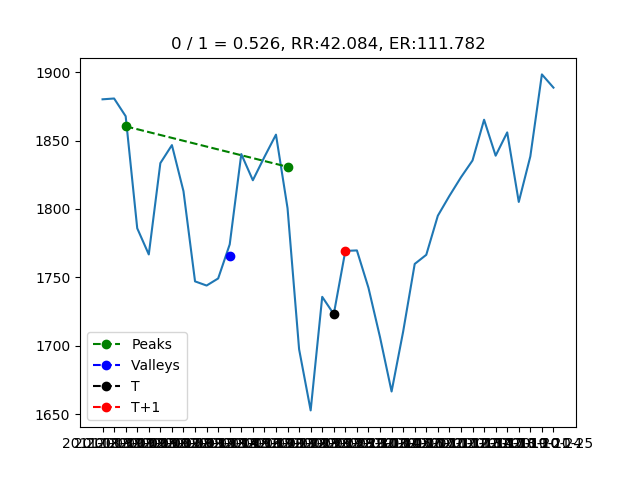 0 / 1 = 0.526, RR:42.084, ER:111.782
1900
1850
1800
1750
1700
1650
Peaks
Valleys
T
T+1